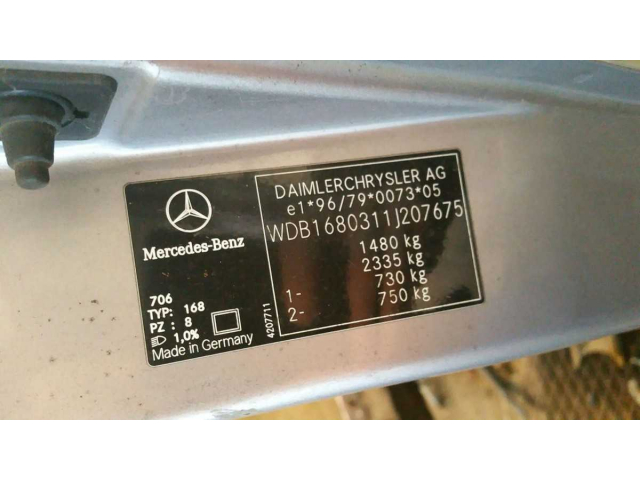 Mercedes-Benz
706
TYP: 168
PZ : 8
1,0%
Made in Germany
4207711
DAIMLERCHRYSLER AG
e1*96/79*0073*05
WDB1680311J207675
1480 kg
2335 kg
1- 730 kg
2- 750 kg